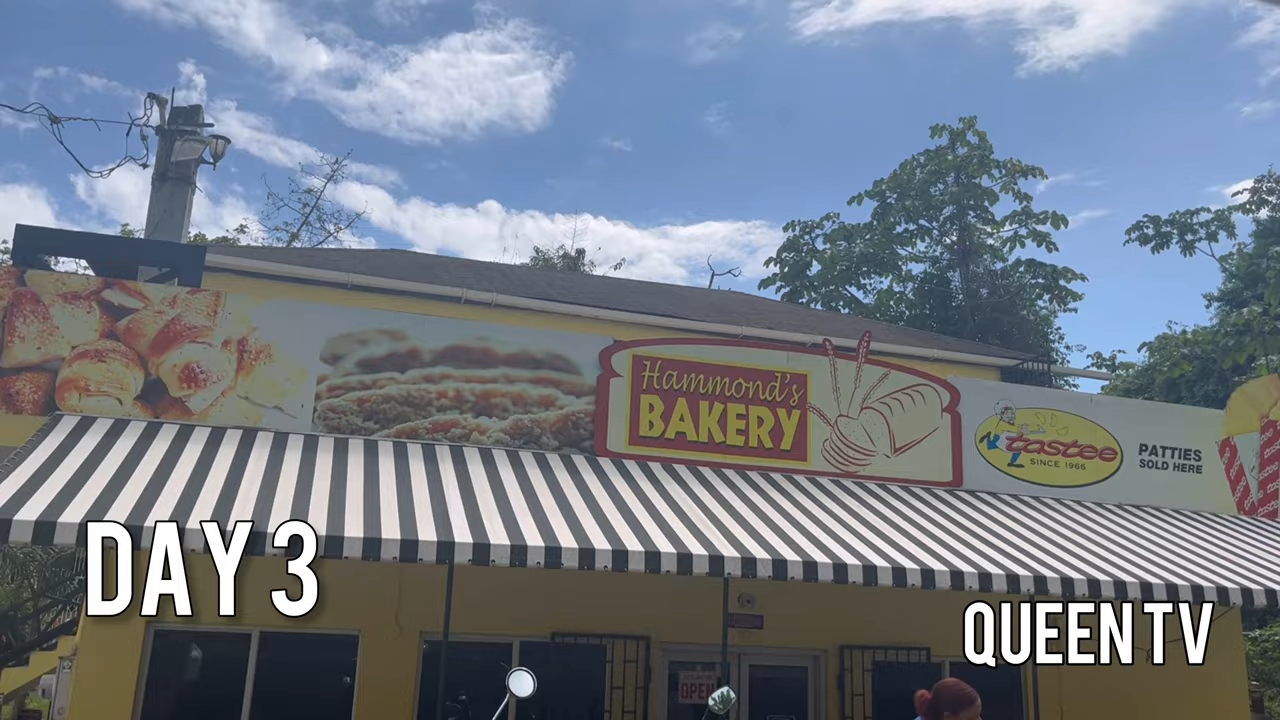 Hammond's
BAKERY
tastee
SINCE 1966
PATTIES
SOLD HERE
OPEN
DAY 3
QUEEN TV